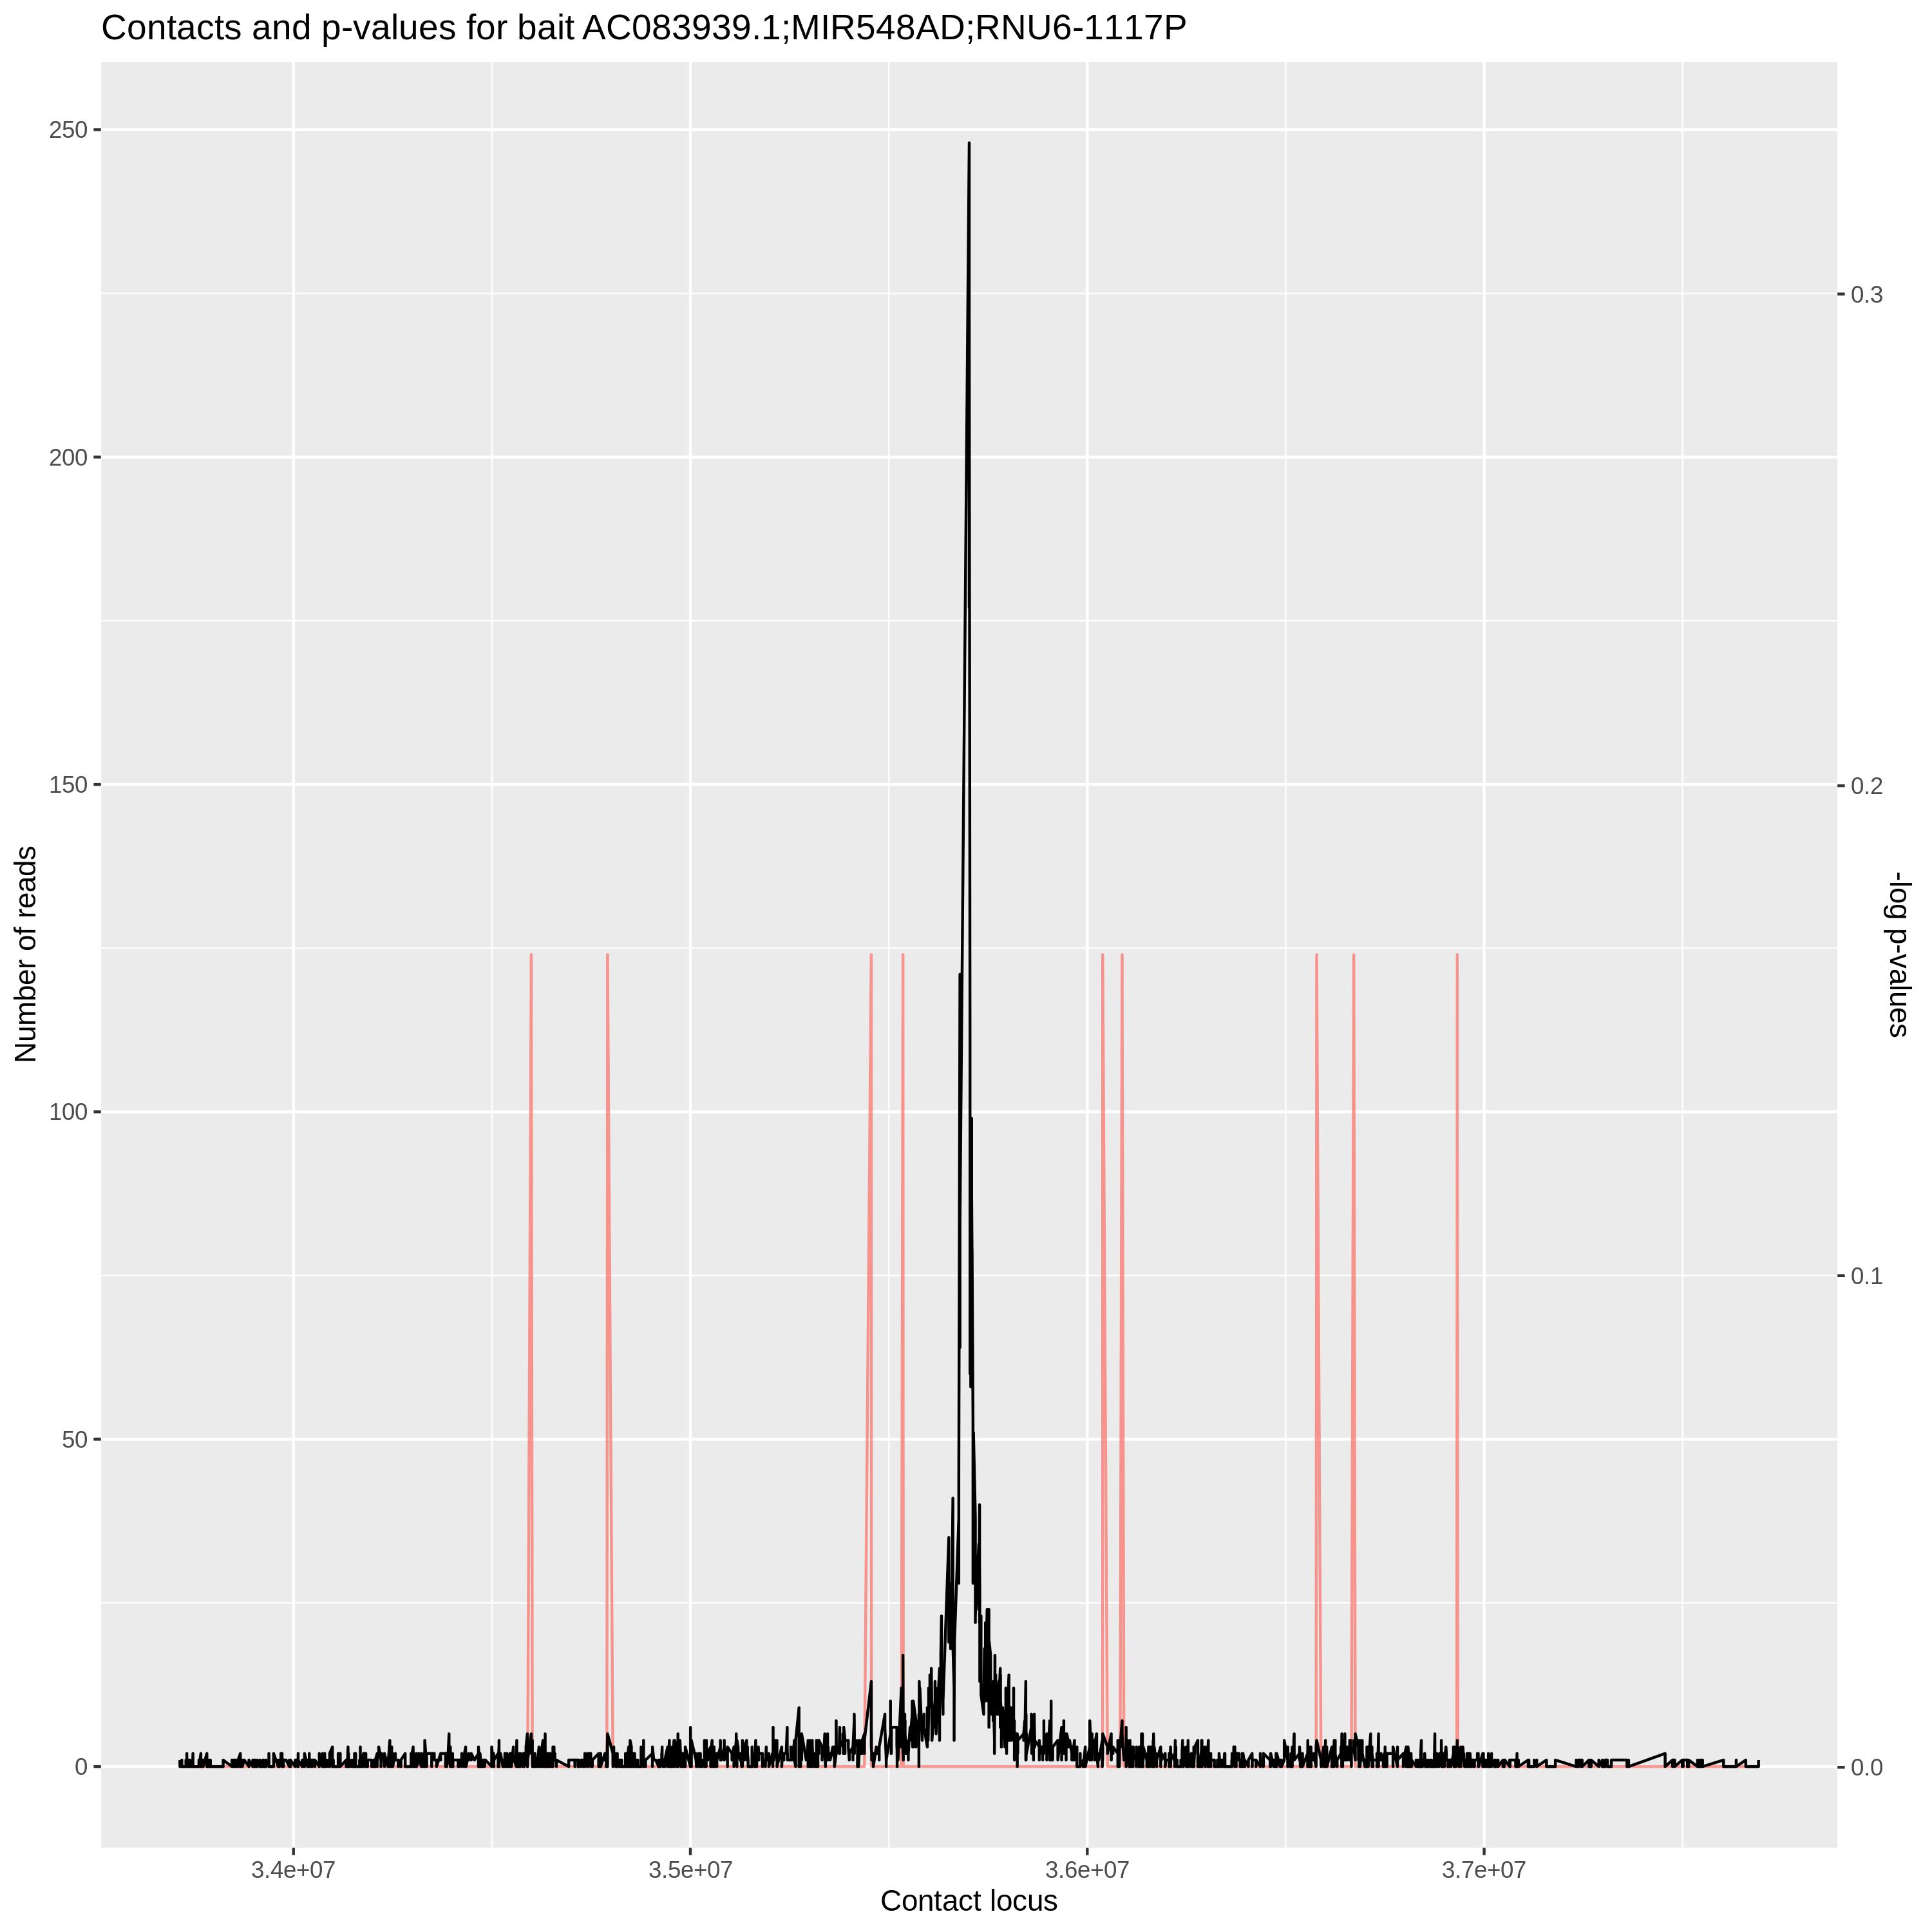 Contacts and p-values for bait AC083939.1;MIR548AD;RNU6-1117P
250
200
150
100
50
0
Number of reads
0.3
0.2
0.1
0.0
-log p-values
3.4e+07
3.5e+07
3.6e+07
3.7e+07
Contact locus